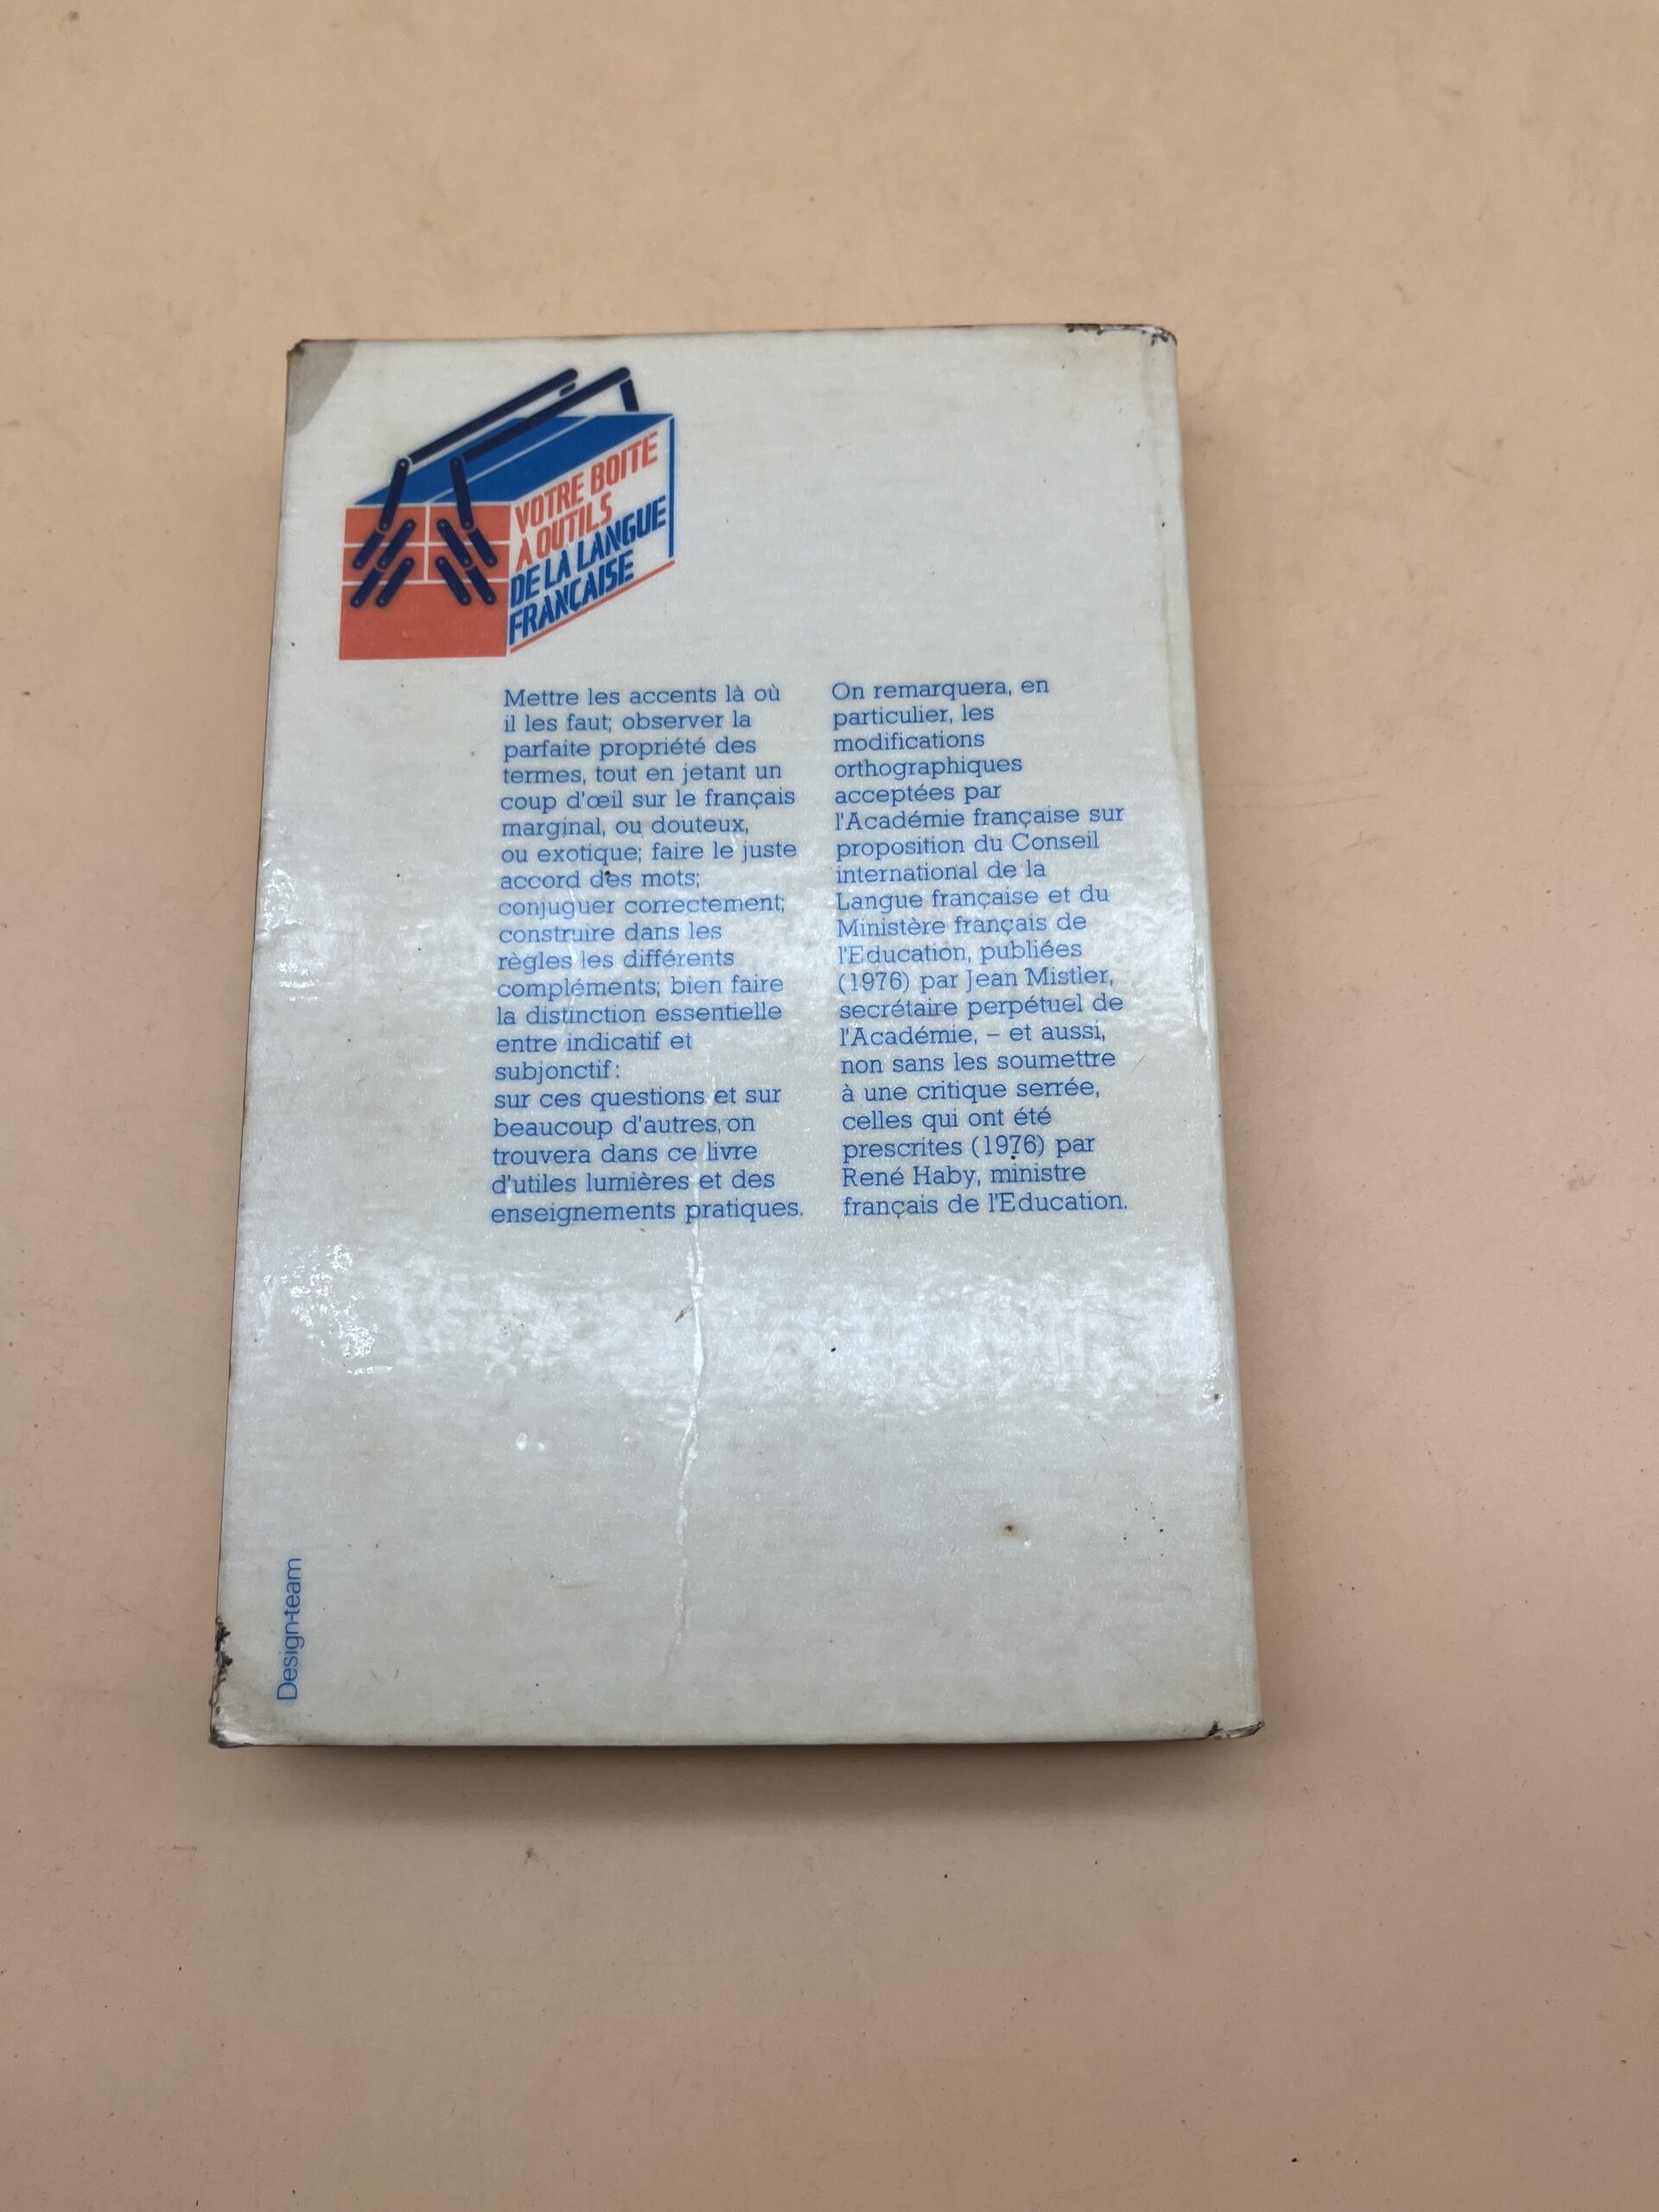 VOTRE BOITE
A OUTILS
DE LA LANGUE
FRANCAISE
Mettre les accents là où
il les faut; observer la
parfaite propriété des
termes, tout en jetant un
coup d'œil sur le français
marginal, ou douteux,
ou exotique; faire le juste
accord des mots;
conjuguer correctement;
construire dans les
règles les différents
compléments; bien faire
la distinction essentielle
entre indicatif et
subjonctif:
sur ces questions et sur
beaucoup d'autres, on
trouvera dans ce livre
d'utiles lumières et des
enseignements pratiques.
On remarquera, en
particulier, les
modifications
orthographiques
acceptées par
l'Académie française sur
proposition du Conseil
international de la
Langue française et du
Ministère français de
l'Education, publiées
(1976) par Jean Mistler,
secrétaire perpétuel de
l'Académie, – et aussi,
non sans les soumettre
à une critique serrée,
celles qui ont été
prescrites (1976) par
René Haby, ministre
français de l'Education.
Design-team